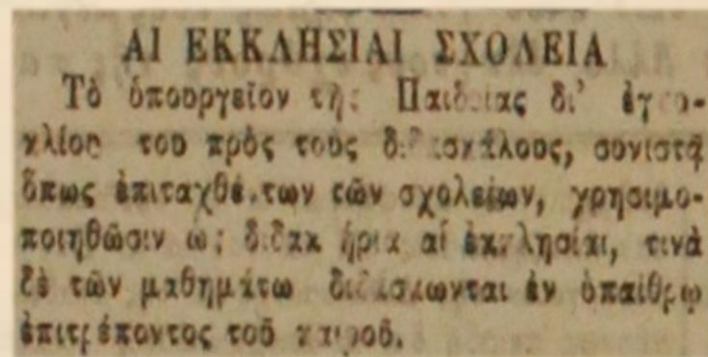 ΑΙ ΕΚΚΛΗΣΙΑΙ ΣΧΟΛΕΙΑ
Τὸ ὑπουργεῖον τῆς Παιδείας δι' ἐγκυ-
κλίου του πρὸς τοὺς διδασκάλους, συνιστᾷ
ὅπως ἐπιταχθέντων τῶν σχολείων, χρησιμο-
ποιηθῶσιν ὡς διδακτήρια αἱ ἐκκλησίαι, τινὰ
δὲ τῶν μαθημάτων διδάσκωνται ἐν ὑπαίθρῳ
ἐπιτρέποντος τοῦ καιροῦ.